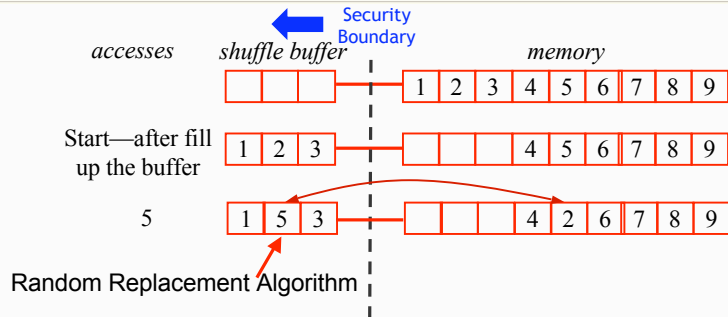 Security
Boundary
accesses shuffle buffer memory
1 2 3 4 5 6 7 8 9
Start—after fill
up the buffer
1 2 3 4 5 6 7 8 9
5 1 5 3 4 2 6 7 8 9
Random Replacement Algorithm